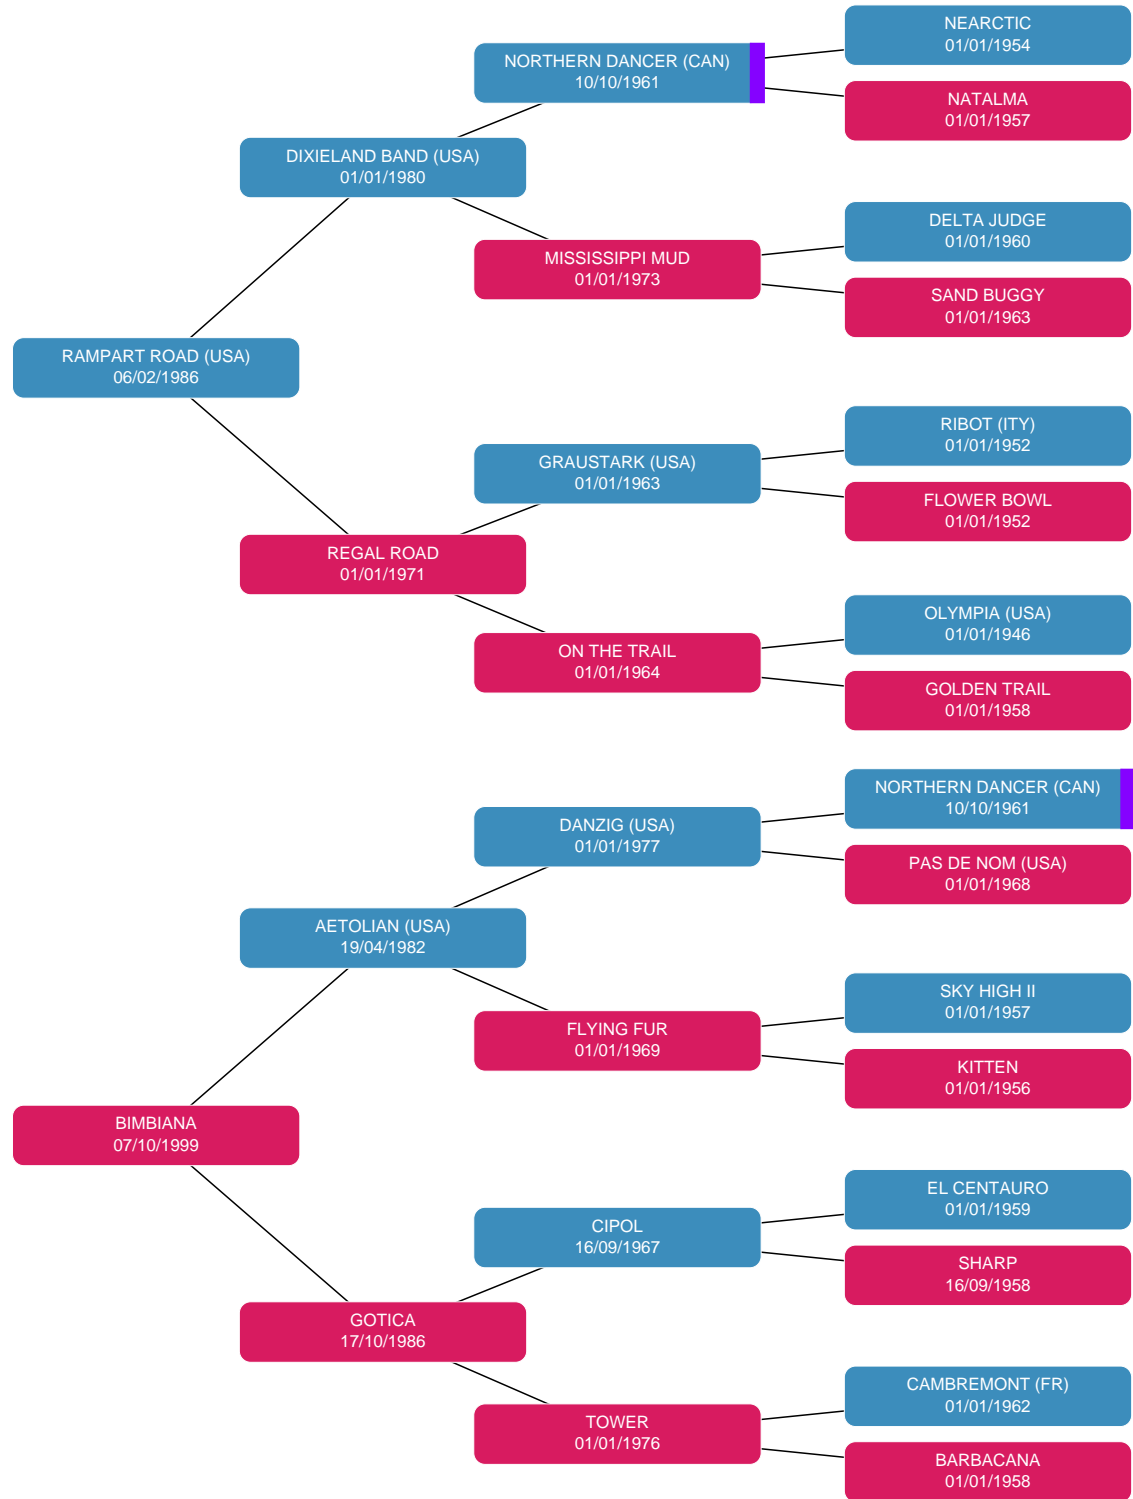 NEARCTIC
01/01/1954
NORTHERN DANCER (CAN)
10/10/1961
NATALMA
01/01/1957
DIXIELAND BAND (USA)
01/01/1980
DELTA JUDGE
01/01/1960
MISSISSIPPI MUD
01/01/1973
SAND BUGGY
01/01/1963
RAMPART ROAD (USA)
06/02/1986
RIBOT (ITY)
01/01/1952
GRAUSTARK (USA)
01/01/1963
FLOWER BOWL
01/01/1952
REGAL ROAD
01/01/1971
OLYMPIA (USA)
01/01/1946
ON THE TRAIL
01/01/1964
GOLDEN TRAIL
01/01/1958
NORTHERN DANCER (CAN)
10/10/1961
DANZIG (USA)
01/01/1977
PAS DE NOM (USA)
01/01/1968
AETOLIAN (USA)
19/04/1982
SKY HIGH II
01/01/1957
FLYING FUR
01/01/1969
KITTEN
01/01/1956
BIMBIANA
07/10/1999
EL CENTAURO
01/01/1959
CIPOL
16/09/1967
SHARP
16/09/1958
GOTICA
17/10/1986
CAMBREMONT (FR)
01/01/1962
TOWER
01/01/1976
BARBACANA
01/01/1958